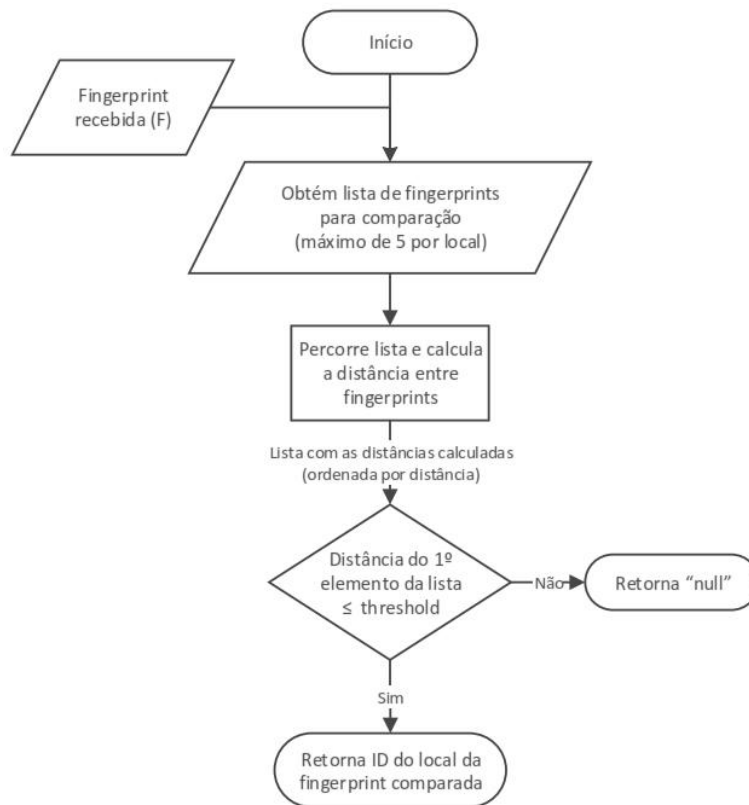 Início
Fingerprint
recebida (F)
Obtém lista de fingerprints
para comparação
(máximo de 5 por local)
Percorre lista e calcula
a distância entre
fingerprints
Lista com as distâncias calculadas
(ordenada por distância)
Distância do 1º
elemento da lista
≤ threshold
Não
Retorna “null”
Sim
Retorna ID do local da
fingerprint comparada